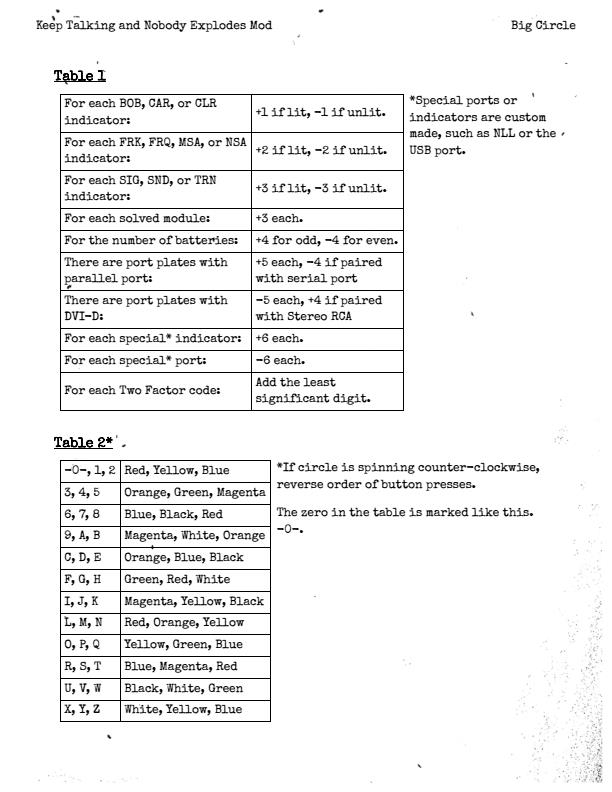 Keep Talking and Nobody Explodes Mod Big Circle
Table 1
For each BOB, CAR, or CLR
indicator:
+1 if lit, -1 if unlit.
For each FRK, FRQ, MSA, or NSA
indicator:
+2 if lit, -2 if unlit.
For each SIG, SND, or TRN
indicator:
+3 if lit, -3 if unlit.
For each solved module:
+3 each.
For the number of batteries:
+4 for odd, -4 for even.
There are port plates with
parallel port:
+5 each, -4 if paired
with serial port
There are port plates with
DVI-D:
-5 each, +4 if paired
with Stereo RCA
For each special* indicator:
+6 each.
For each special* port:
-6 each.
For each Two Factor code:
Add the least
significant digit.
*Special ports or
indicators are custom
made, such as NLL or the
USB port.
Table 2*
-0-, 1, 2 Red, Yellow, Blue
3, 4, 5 Orange, Green, Magenta
6, 7, 8 Blue, Black, Red
9, A, B Magenta, White, Orange
C, D, E Orange, Blue, Black
F, G, H Green, Red, White
I, J, K Magenta, Yellow, Black
L, M, N Red, Orange, Yellow
O, P, Q Yellow, Green, Blue
R, S, T Blue, Magenta, Red
U, V, W Black, White, Green
X, Y, Z White, Yellow, Blue
*If circle is spinning counter-clockwise,
reverse order of button presses.
The zero in the table is marked like this.
-0-.